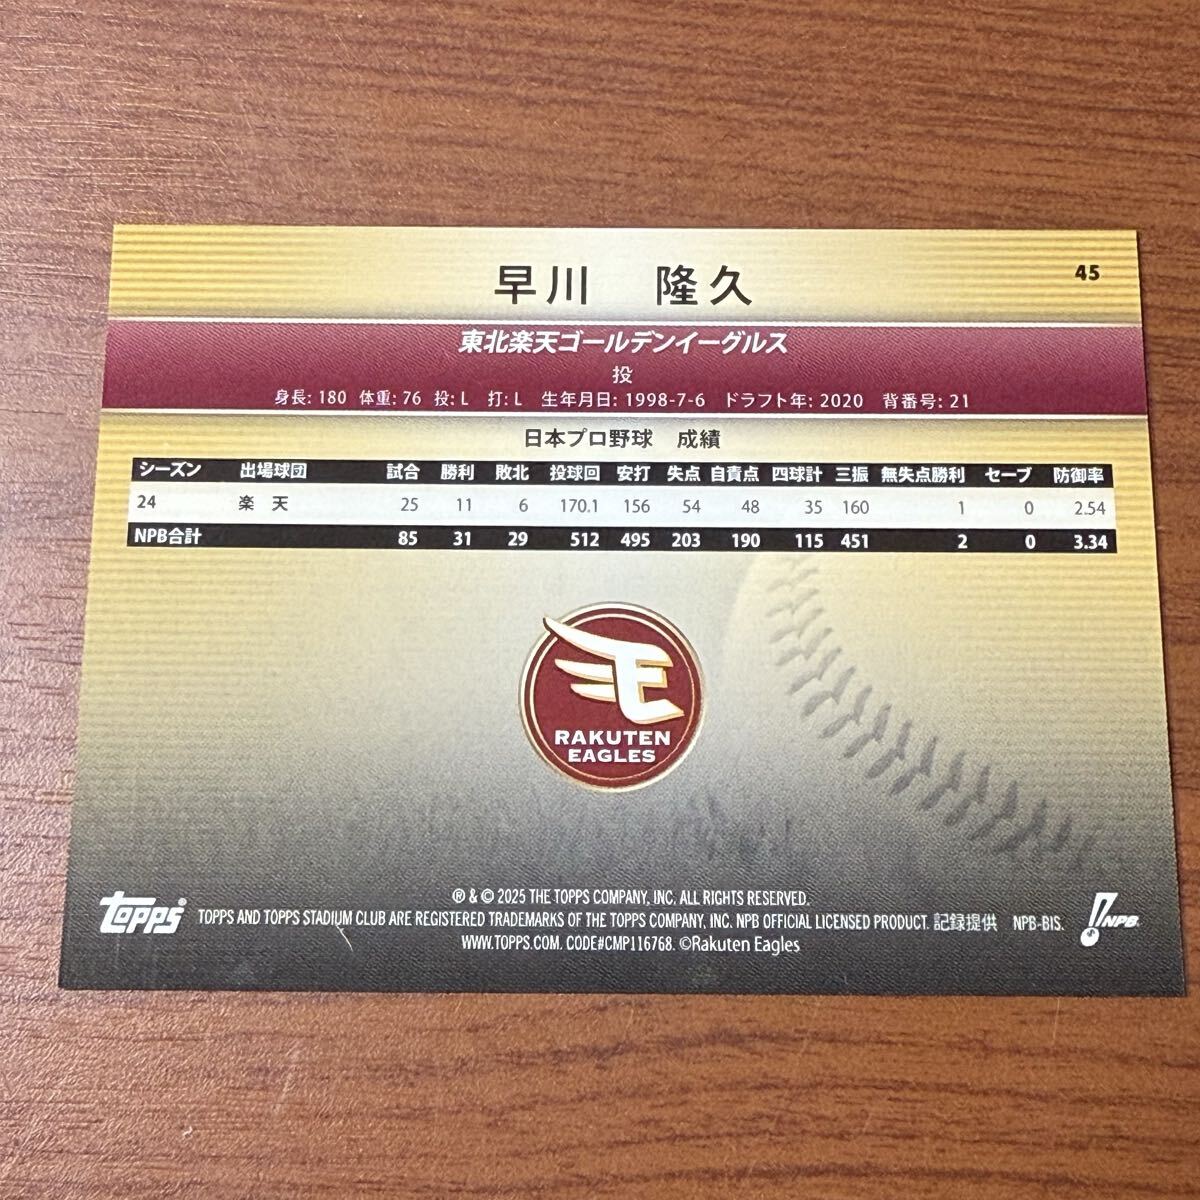 早川　隆久
45
東北楽天ゴールデンイーグルス
投
身長: 180 体重: 76 投: L 打: L 生年月日: 1998-7-6 ドラフト年: 2020 背番号: 21
日本プロ野球 成績
シーズン 出場球団 試合 勝利 敗北 投球回 安打 失点 自責点 四球計 三振 無失点勝利 セーブ 防御率
24 楽 天 25 11 6 170.1 156 54 48 35 160 1 0 2.54
NPB合計 85 31 29 512 495 203 190 115 451 2 0 3.34
RAKUTEN
EAGLES
® & © 2025 THE TOPPS COMPANY, INC. ALL RIGHTS RESERVED.
topps TOPPS AND TOPPS STADIUM CLUB ARE REGISTERED TRADEMARKS OF THE TOPPS COMPANY, INC. NPB OFFICIAL LICENSED PRODUCT. 記録提供 NPB-BIS. NPB
WWW.TOPPS.COM. CODE#CMP116768. ©Rakuten Eagles